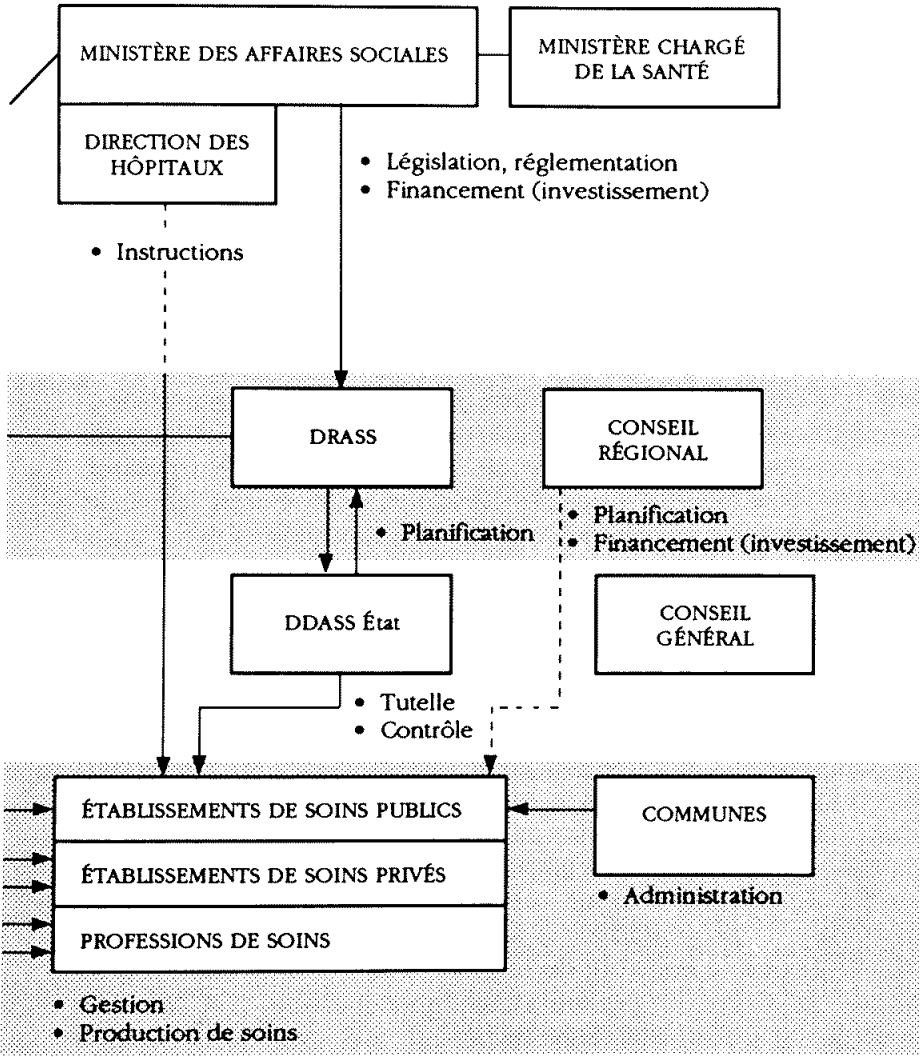 MINISTÈRE DES AFFAIRES SOCIALES
MINISTÈRE CHARGÉ
DE LA SANTÉ
DIRECTION DES
HÔPITAUX
• Législation, réglementation
• Financement (investissement)
• Instructions
DRASS
CONSEIL
RÉGIONAL
• Planification
• Planification
• Financement (investissement)
DDASS État
CONSEIL
GÉNÉRAL
• Tutelle
• Contrôle
ÉTABLISSEMENTS DE SOINS PUBLICS
COMMUNES
ÉTABLISSEMENTS DE SOINS PRIVÉS
• Administration
PROFESSIONS DE SOINS
• Gestion
• Production de soins